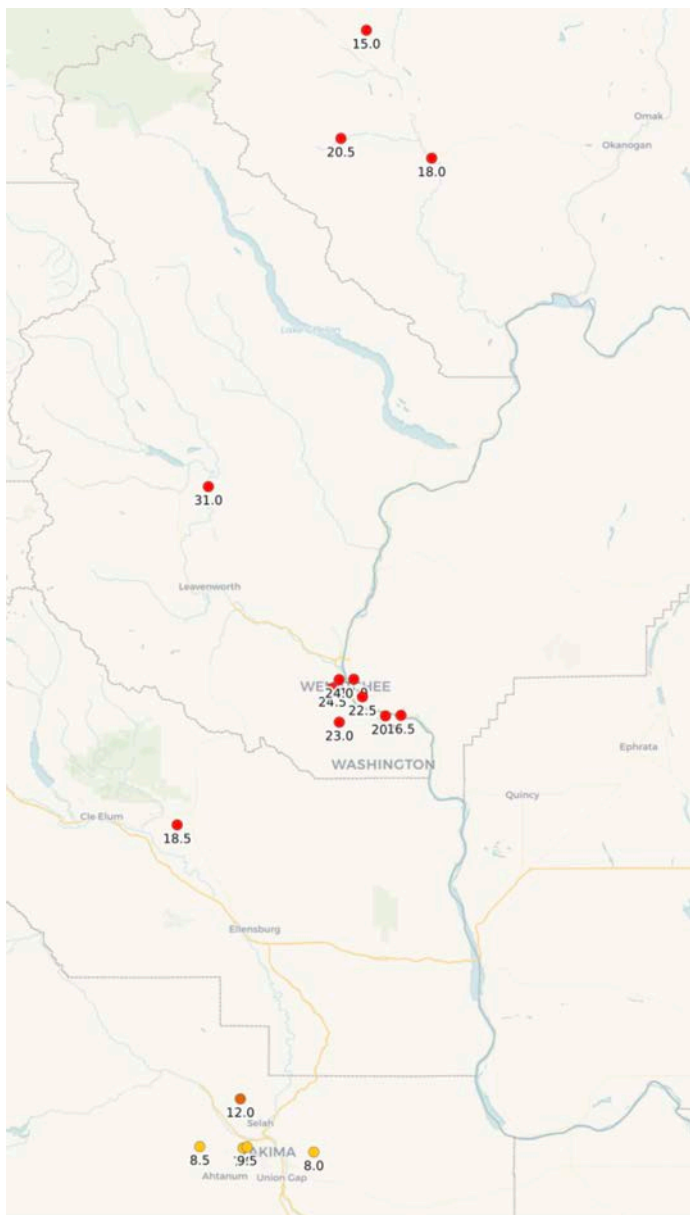 15.0
Omak
20.5
Okanogan
18.0
Lake Chelan
31.0
Leavenworth
24.5
22.5
23.0
16.5
WASHINGTON
Ephrata
Quincy
Cle Elum
18.5
Ellensburg
12.0
Selah
8.5
8.0
Ahtanum
Union Gap